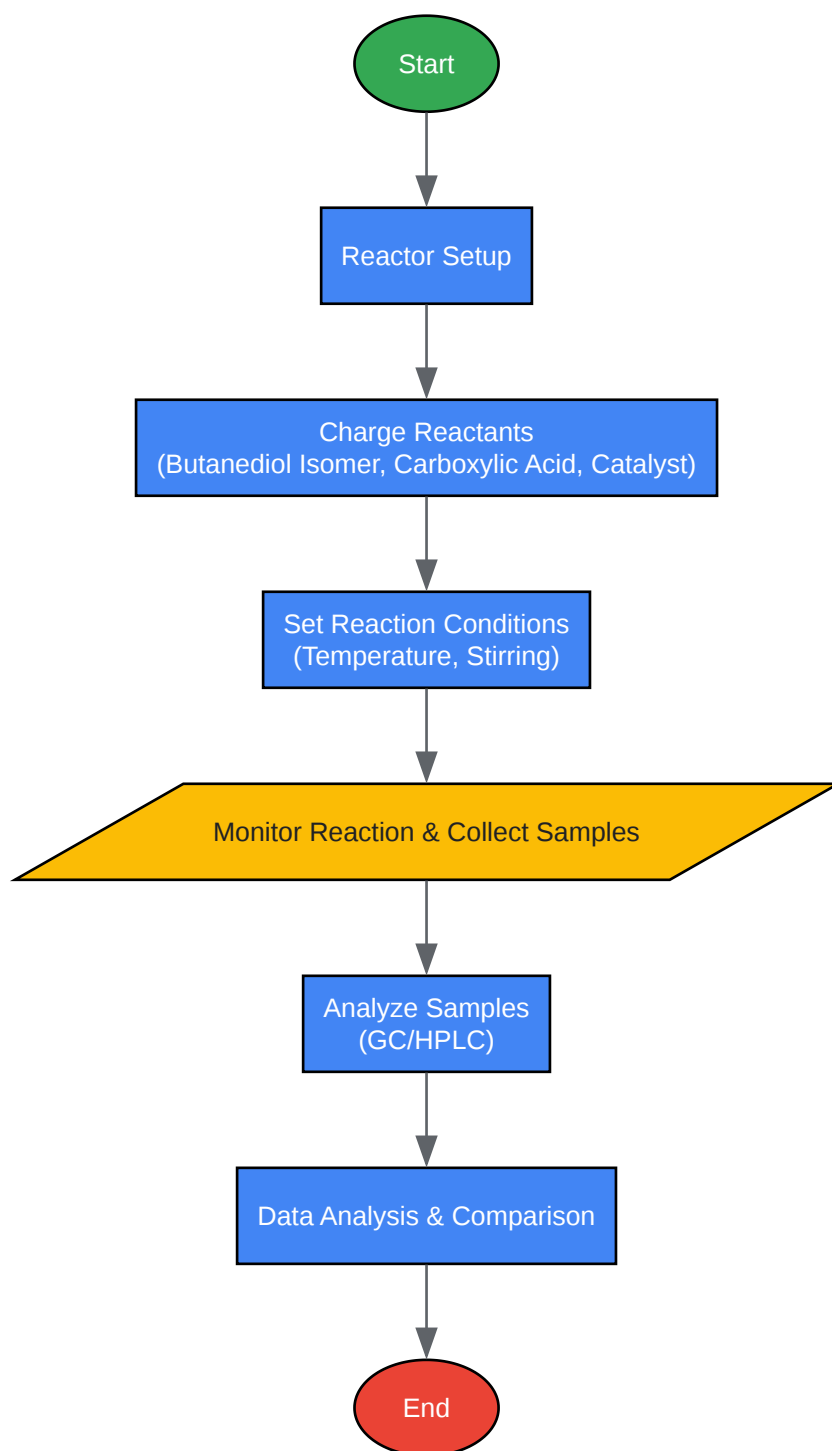 Start
Reactor Setup
Charge Reactants
(Butanediol Isomer, Carboxylic Acid, Catalyst)
Set Reaction Conditions
(Temperature, Stirring)
Monitor Reaction & Collect Samples
Analyze Samples
(GC/HPLC)
Data Analysis & Comparison
End